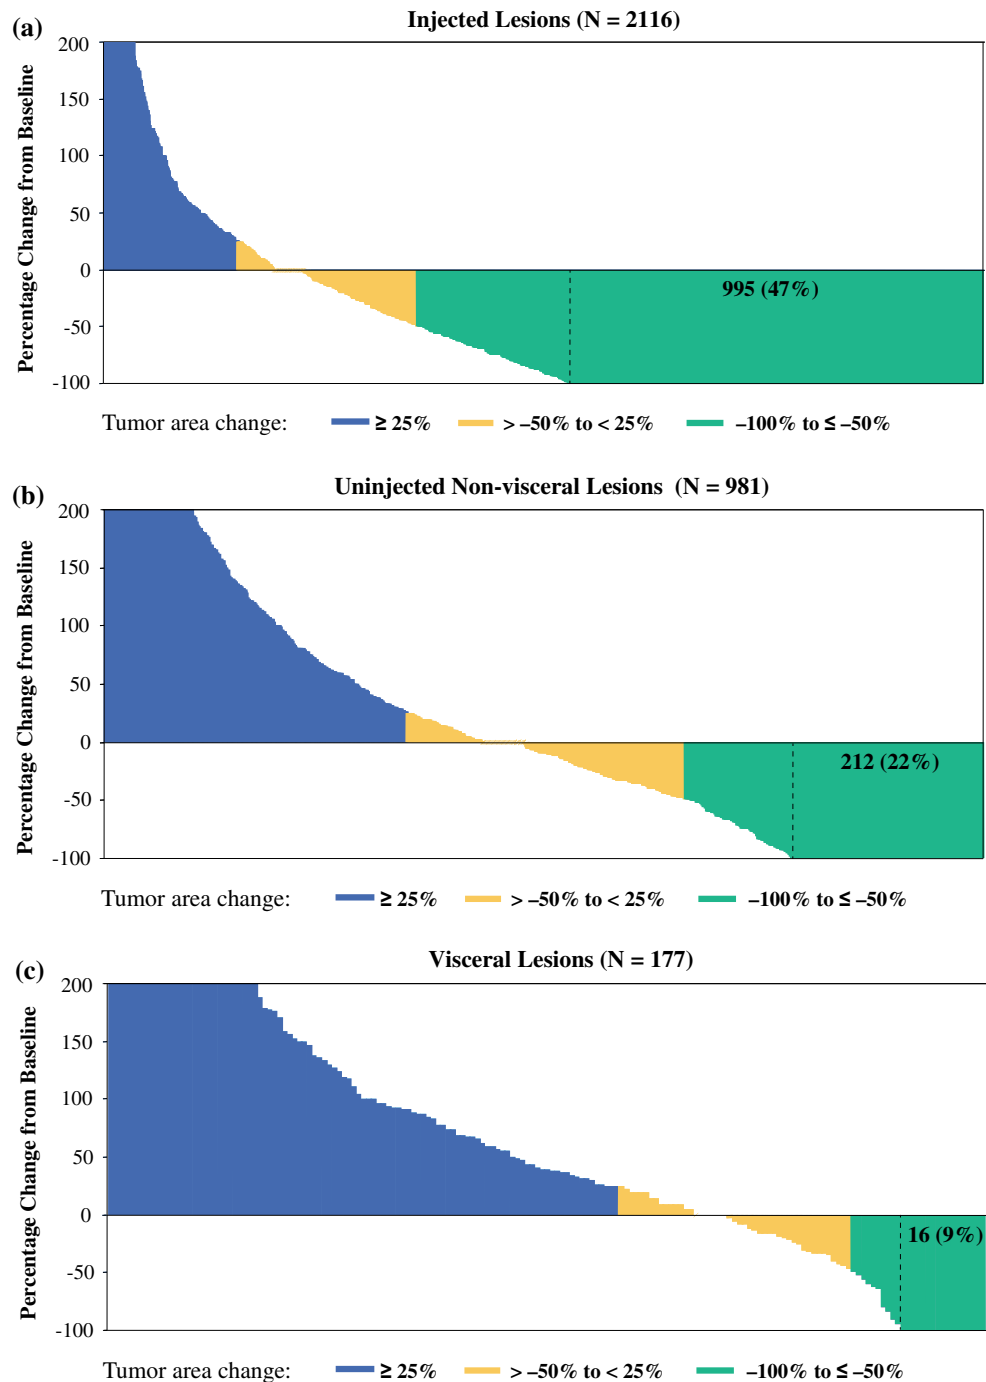 (a)
Injected Lesions (N = 2116)
Percentage Change from Baseline
200
150
100
50
0
-50
-100
995 (47%)
Tumor area change: ≥ 25% > –50% to < 25% –100% to ≤ –50%
(b)
Uninjected Non-visceral Lesions (N = 981)
Percentage Change from Baseline
200
150
100
50
0
-50
-100
212 (22%)
Tumor area change: ≥ 25% > –50% to < 25% –100% to ≤ –50%
(c)
Visceral Lesions (N = 177)
Percentage Change from Baseline
200
150
100
50
0
-50
-100
16 (9%)
Tumor area change: ≥ 25% > –50% to < 25% –100% to ≤ –50%